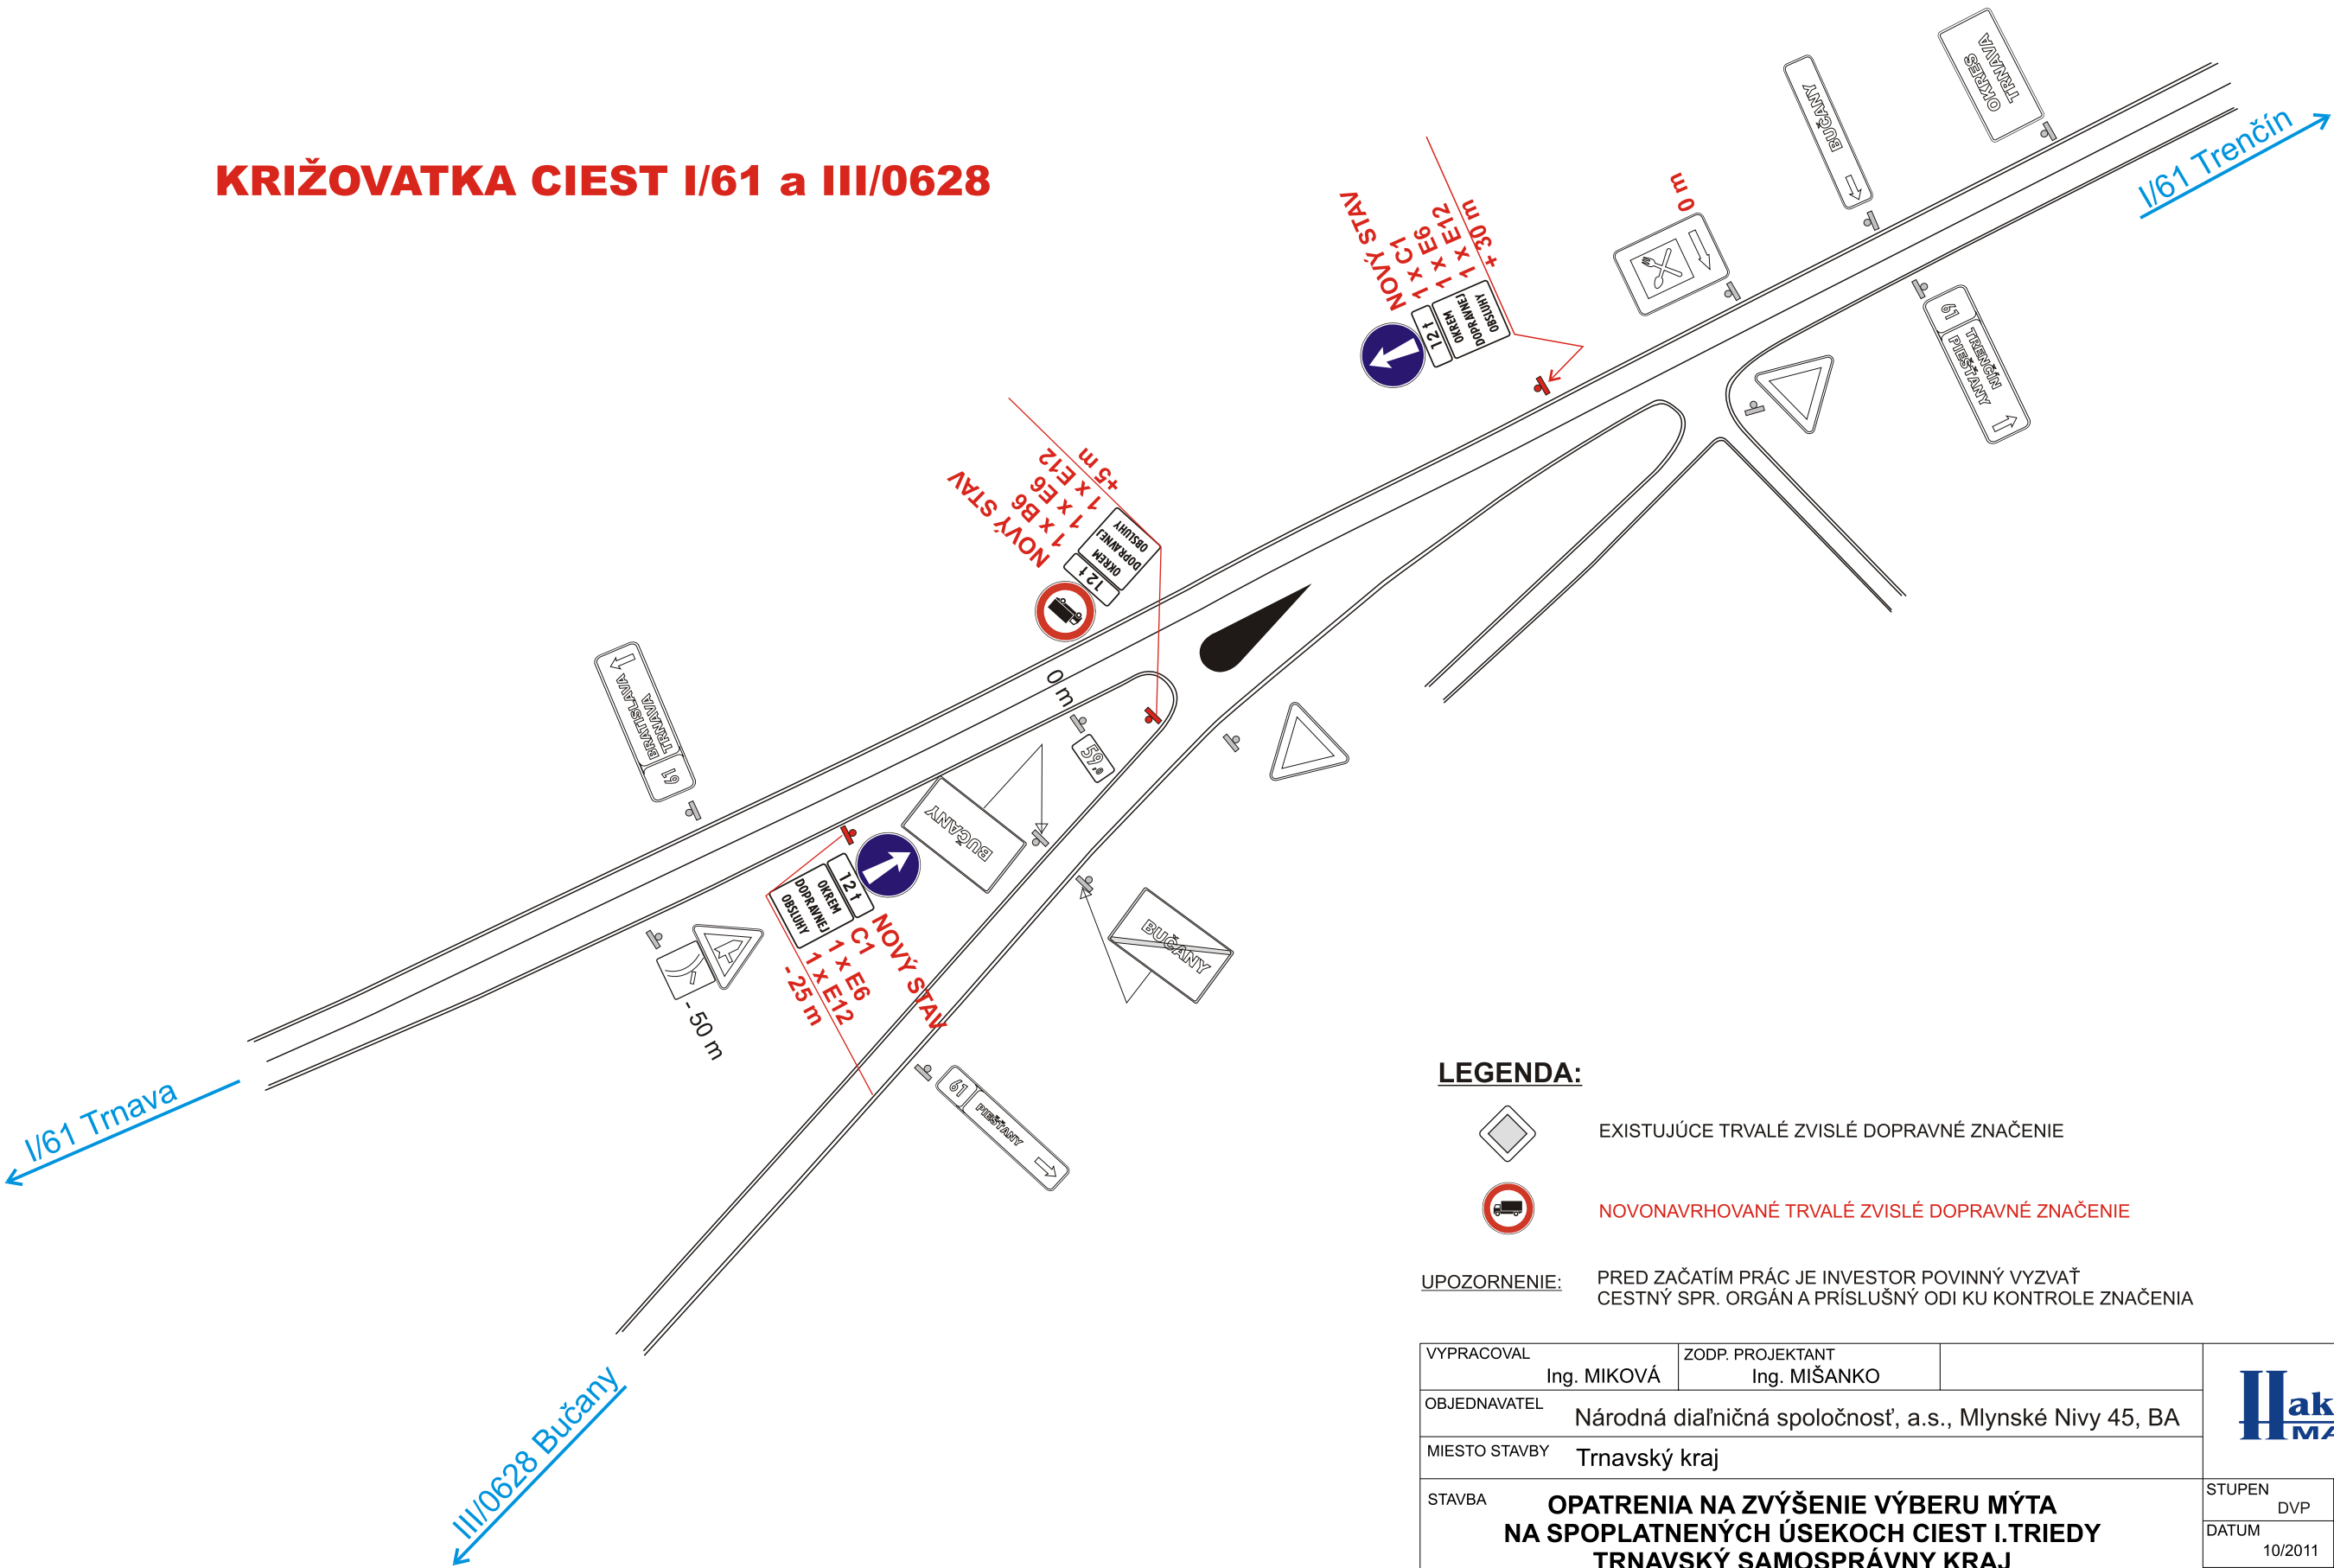 KRIŽOVATKA CIEST I/61 a III/0628
OKRES
TRNAVA
BUČANY
I/61 Trenčín
0 m
NOVÝ STAV
1 x C1
1 x E6
1 x E12
+ 30 m
12 t
OKREM
DOPRAVNEJ
OBSLUHY
61
TRENČÍN
PIEŠŤANY
NOVÝ STAV
1 x B6
1 x E6
1 x E12
+5 m
12 t
OKREM
DOPRAVNEJ
OBSLUHY
BRATISLAVA
TRNAVA
61
0 m
59,0
BUČANY
12 t
OKREM
DOPRAVNEJ
OBSLUHY
NOVÝ STAV
C1
1 x E6
1 x E12
- 25 m
- 50 m
BUČANY
61
PIEŠŤANY
I/61 Trnava
III/0628 Bučany
LEGENDA:
EXISTUJÚCE TRVALÉ ZVISLÉ DOPRAVNÉ ZNAČENIE
NOVONAVRHOVANÉ TRVALÉ ZVISLÉ DOPRAVNÉ ZNAČENIE
UPOZORNENIE: PRED ZAČATÍM PRÁC JE INVESTOR POVINNÝ VYZVAŤ
CESTNÝ SPR. ORGÁN A PRÍSLUŠNÝ ODI KU KONTROLE ZNAČENIA
VYPRACOVAL
Ing. MIKOVÁ
ZODP. PROJEKTANT
Ing. MIŠANKO
OBJEDNAVATEL
Národná diaľničná spoločnosť, a.s., Mlynské Nivy 45, BA
MIESTO STAVBY
Trnavský kraj
STAVBA
OPATRENIA NA ZVÝŠENIE VÝBERU MÝTA
NA SPOPLATNENÝCH ÚSEKOCH CIEST I.TRIEDY
TRNAVSKÝ SAMOSPRÁVNY KRAJ
STUPEN
DVP
DATUM
10/2011